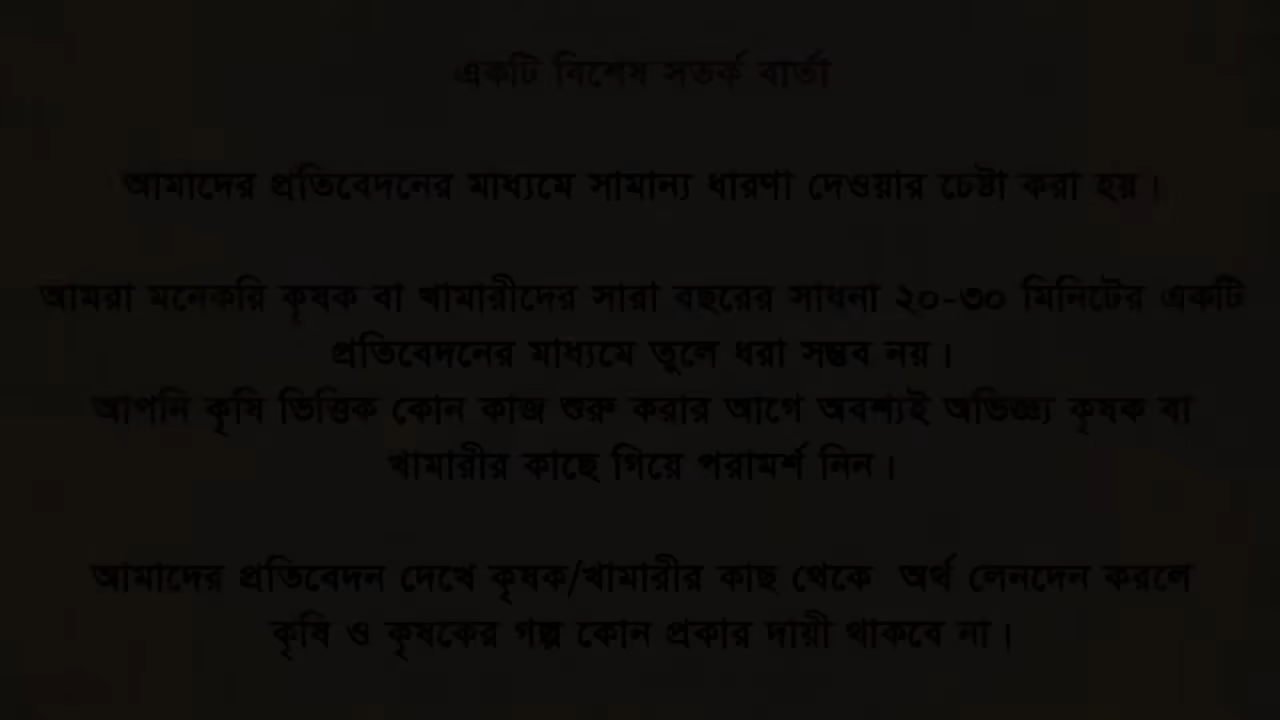 একটি বিশেষ সতর্ক বার্তা
আমাদের প্রতিবেদনের মাধ্যমে সামান্য ধারণা দেওয়ার চেষ্টা করা হয়।
আমরা মনেকরি কৃষক বা খামারীদের সারা বছরের সাধনা ২০-৩০ মিনিটের একটি
প্রতিবেদনের মাধ্যমে তুলে ধরা সম্ভব নয়।
আপনি কৃষি ভিত্তিক কোন কাজ শুরু করার আগে অবশ্যই অভিজ্ঞ্য কৃষক বা
খামারীর কাছে গিয়ে পরামর্শ নিন।
আমাদের প্রতিবেদন দেখে কৃষক/খামারীর কাছ থেকে অর্থ লেনদেন করলে
কৃষি ও কৃষকের গল্প কোন প্রকার দায়ী থাকবে না।